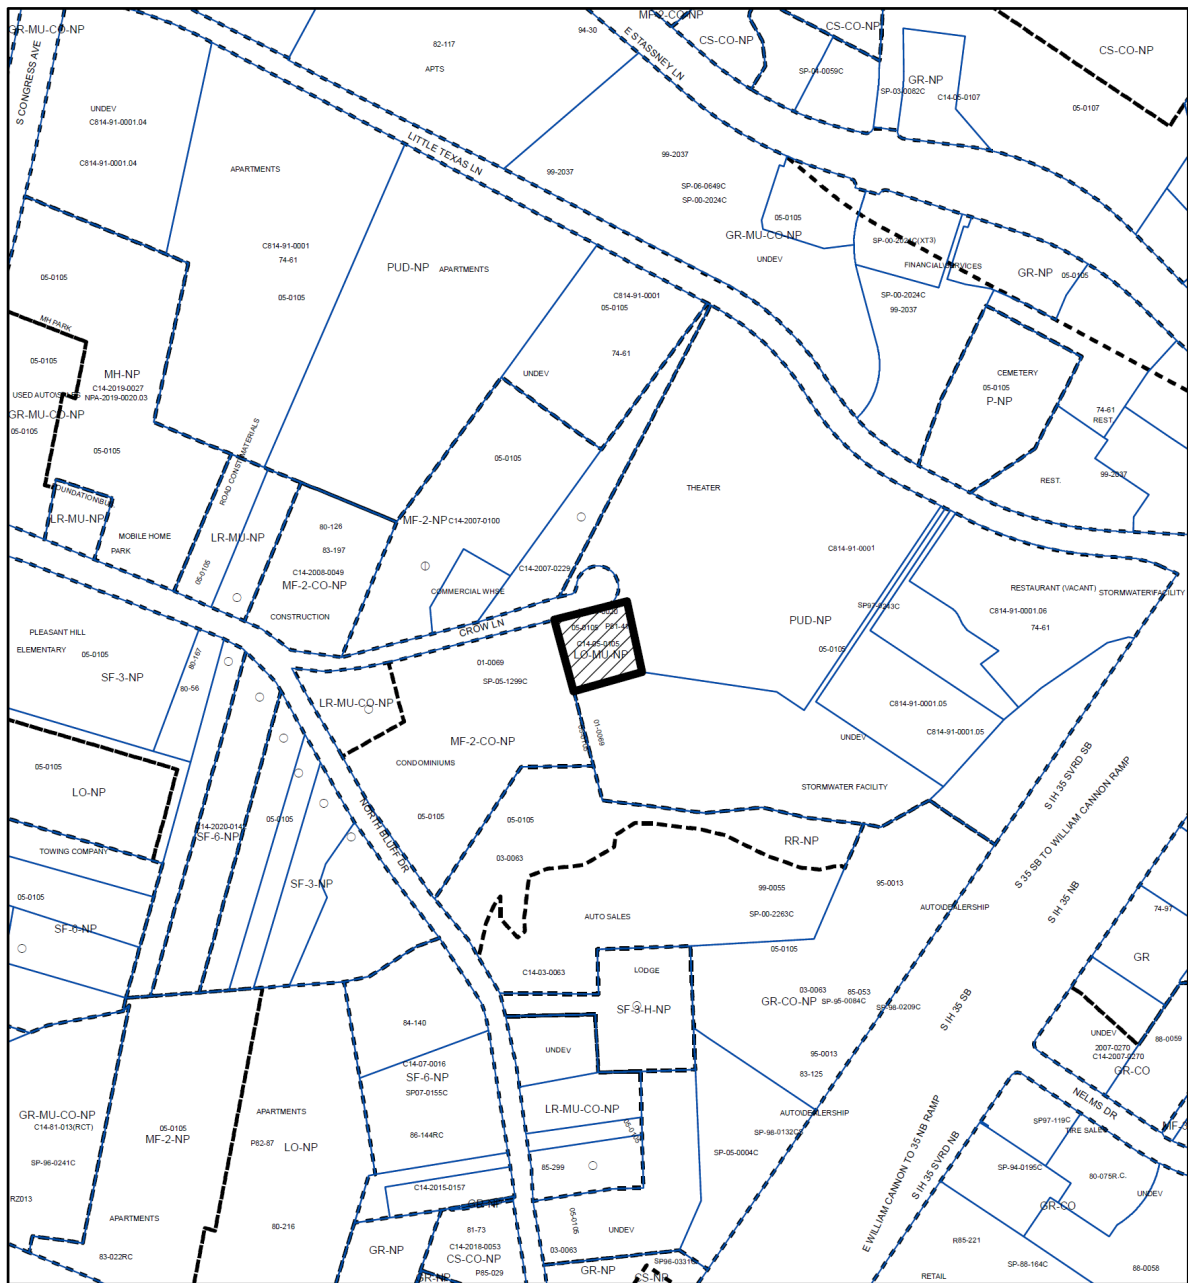 GR-MU-CO-NP
S CONGRESS AVE
82-117
APTS
94-30
MF-2-CO-NP
E STASSNEY LN
CS-CO-NP
CS-CO-NP
CS-CO-NP
SP-04-0059C
GR-NP
SP-03-0082C
C14-05-0107
05-0107
UNDEV
C814-91-0001.04
C814-91-0001.04
APARTMENTS
LITTLE TEXAS LN
99-2037
99-2037
SP-06-0649C
SP-00-2024C
05-0105
GR-MU-CO-NP
UNDEV
SP-00-2024C(XT3)
FINANCIAL SERVICES
GR-NP
05-0105
SP-00-2024C
99-2037
C814-91-0001
74-61
05-0105
PUD-NP
APARTMENTS
05-0105
C814-91-0001
05-0105
74-61
UNDEV
MH PARK
05-0105
MH-NP
C14-2019-0027
NPA-2019-0020.03
GR-MU-CO-NP
05-0105
05-0105
CEMETERY
05-0105
P-NP
74-61
REST.
REST.
99-2037
ROAD CONST MATERIALS
05-0105
THEATER
LR-MU-NP
MOBILE HOME
PARK
LR-MU-NP
05-0105
80-126
83-197
C14-2008-0049
MF-2-CO-NP
CONSTRUCTION
MF-2-NP
C14-2007-0100
C14-2007-0229
COMMERCIAL WHSE
CROW LN
C814-91-0001
SP97-0243C
PUD-NP
05-0105
RESTAURANT (VACANT)
STORMWATER FACILITY
C814-91-0001.06
74-61
PLEASANT HILL
ELEMENTARY
05-0105
SF-3-NP
80-167
80-56
05-0105
C14-05-0105
LO-MU-NP
01-0069
SP-05-1299C
LR-MU-CO-NP
MF-2-CO-NP
CONDOMINIUMS
01-0069
C814-91-0001.05
C814-91-0001.05
UNDEV
STORMWATER FACILITY
05-0105
LO-NP
TOWING COMPANY
05-0105
SF-6-NP
SF-6-NP
05-0105
SF-3-NP
NORTH BLUFF DR
05-0105
05-0105
03-0063
RR-NP
S IH 35 SVRD SB
S 35 SB TO WILLIAM CANNON RAMP
S IH 35 NB
99-0055
SP-00-2263C
AUTO SALES
95-0013
AUTO\DEALERSHIP
74-97
GR
05-0105
C14-03-0063
LODGE
SF-3-H-NP
03-0063
GR-CO-NP
SP-95-0084C
85-053
SP-98-0209C
S IH 35 SB
UNDEV
2007-0270
C14-2007-0270
GR-CO
88-0059
84-140
C14-07-0016
SF-6-NP
SP07-0155C
86-144RC
UNDEV
LR-MU-CO-NP
85-299
95-0013
83-125
AUTO\DEALERSHIP
SP-98-0132C
SP-05-0004C
NELMS DR
SP97-119C
TIRE SALES
SP-94-0195C
80-075R.C.
UNDEV
GR-CO
GR-MU-CO-NP
C14-81-013(RCT)
05-0105
MF-2-NP
SP-96-0241C
RZ013
APARTMENTS
83-022RC
APARTMENTS
P82-87
LO-NP
80-216
C14-2015-0157
GR-NP
81-73
C14-2018-0053
CS-CO-NP
P85-029
05-0105
UNDEV
03-0063
GR-NP
CS-NP
E WILLIAM CANNON TO 35 NB RAMP
S IH 35 SVRD NB
R85-221
SP-88-164C
RETAIL
88-0058